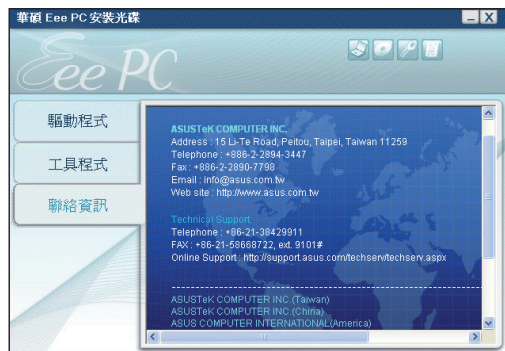 華碩 Eee PC 安裝光碟
Eee PC
驅動程式
工具程式
聯絡資訊
ASUSTeK COMPUTER INC.
Address : 15 Li-Te Road, Peitou, Taipei, Taiwan 11259
Telephone : +886-2-2894-3447
Fax : +886-2-2890-7798
Email : info@asus.com.tw
Web site : http://www.asus.com.tw
Technical Support
Telephone : +86-21-38429911
FAX : +86-21-58668722, ext. 9101#
Online Support : http://support.asus.com/techserv/techserv.aspx
ASUSTeK COMPUTER INC.(Taiwan)
ASUSTeK COMPUTER INC.(China)
ASUS COMPUTER INTERNATIONAL(America)